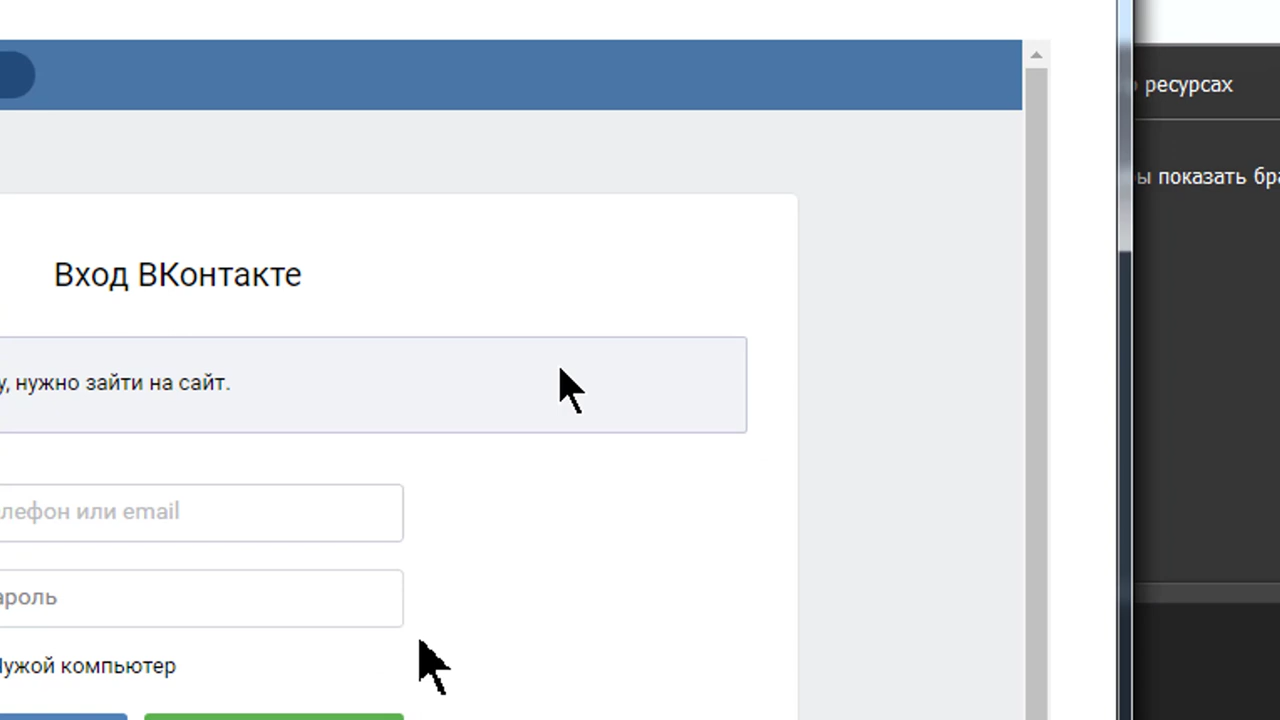 ресурсах
ы показать бра
Вход ВКонтакте
у, нужно зайти на сайт.
лефон или email
ароль
Чужой компьютер